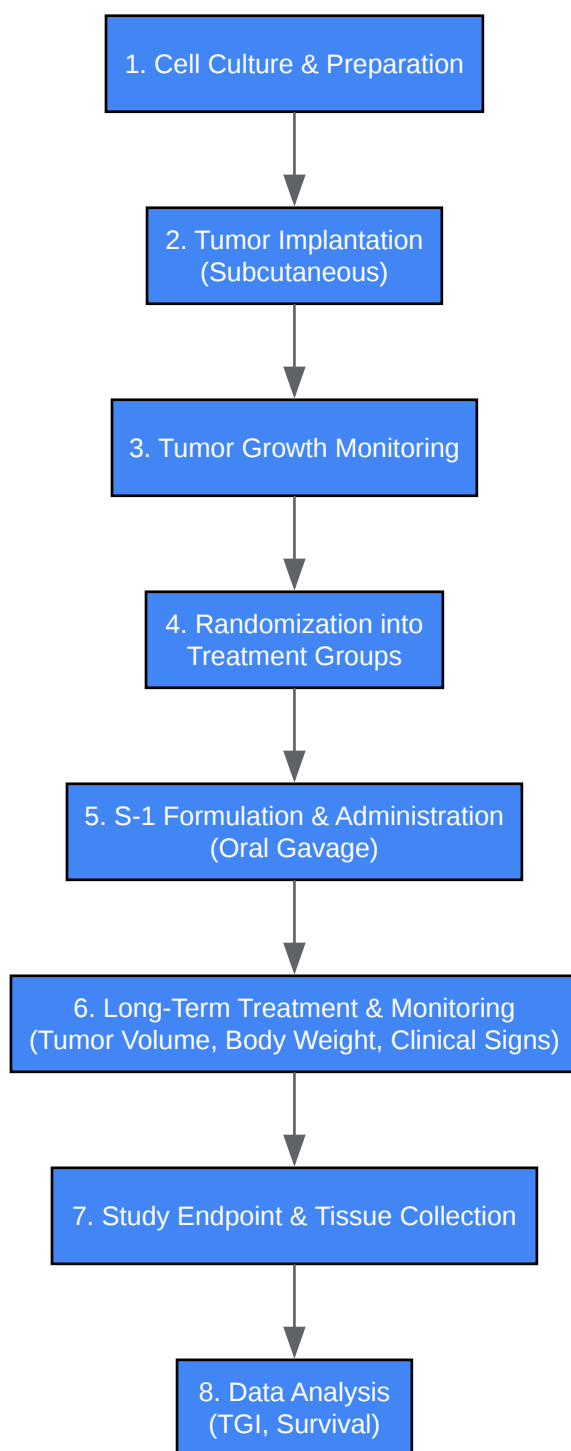 1. Cell Culture & Preparation
2. Tumor Implantation
(Subcutaneous)
3. Tumor Growth Monitoring
4. Randomization into
Treatment Groups
5. S-1 Formulation & Administration
(Oral Gavage)
6. Long-Term Treatment & Monitoring
(Tumor Volume, Body Weight, Clinical Signs)
7. Study Endpoint & Tissue Collection
8. Data Analysis
(TGI, Survival)